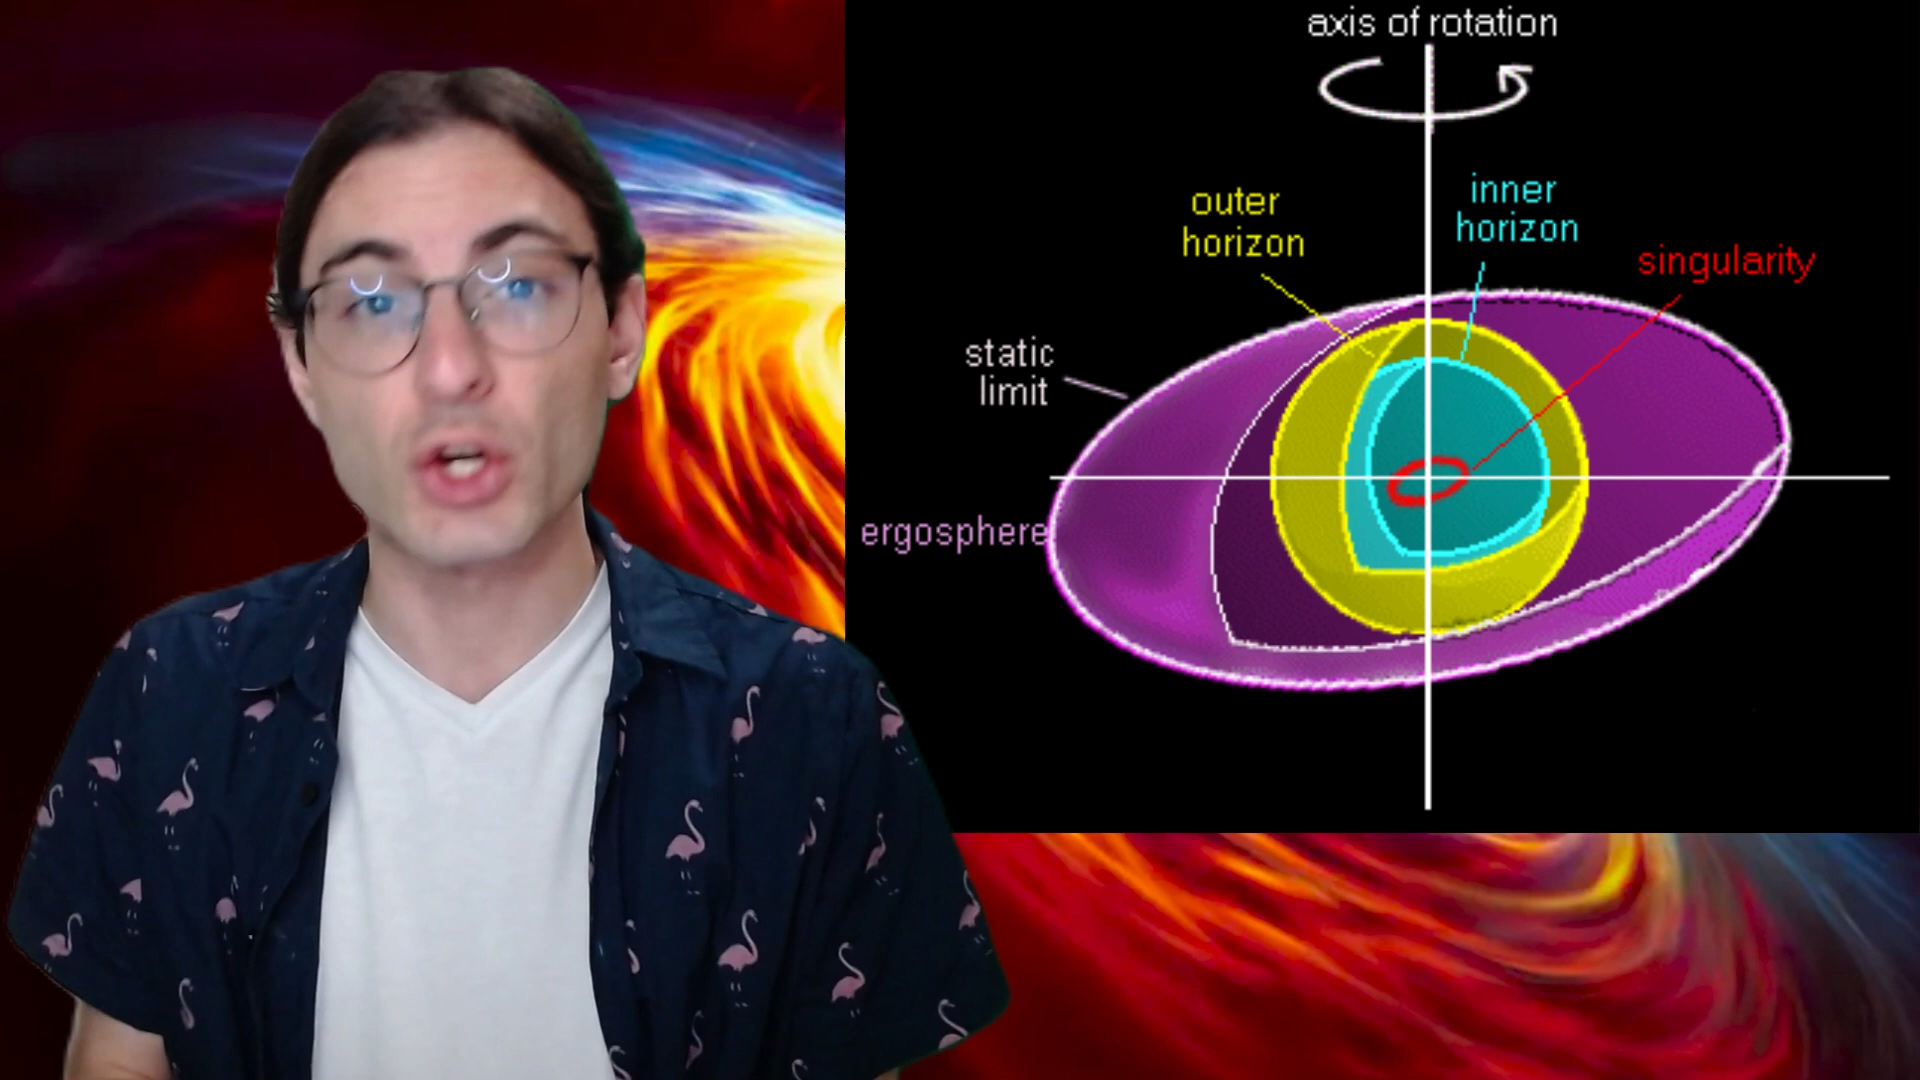 axis of rotation
outer
horizon
inner
horizon
singularity
static
limit
ergosphere